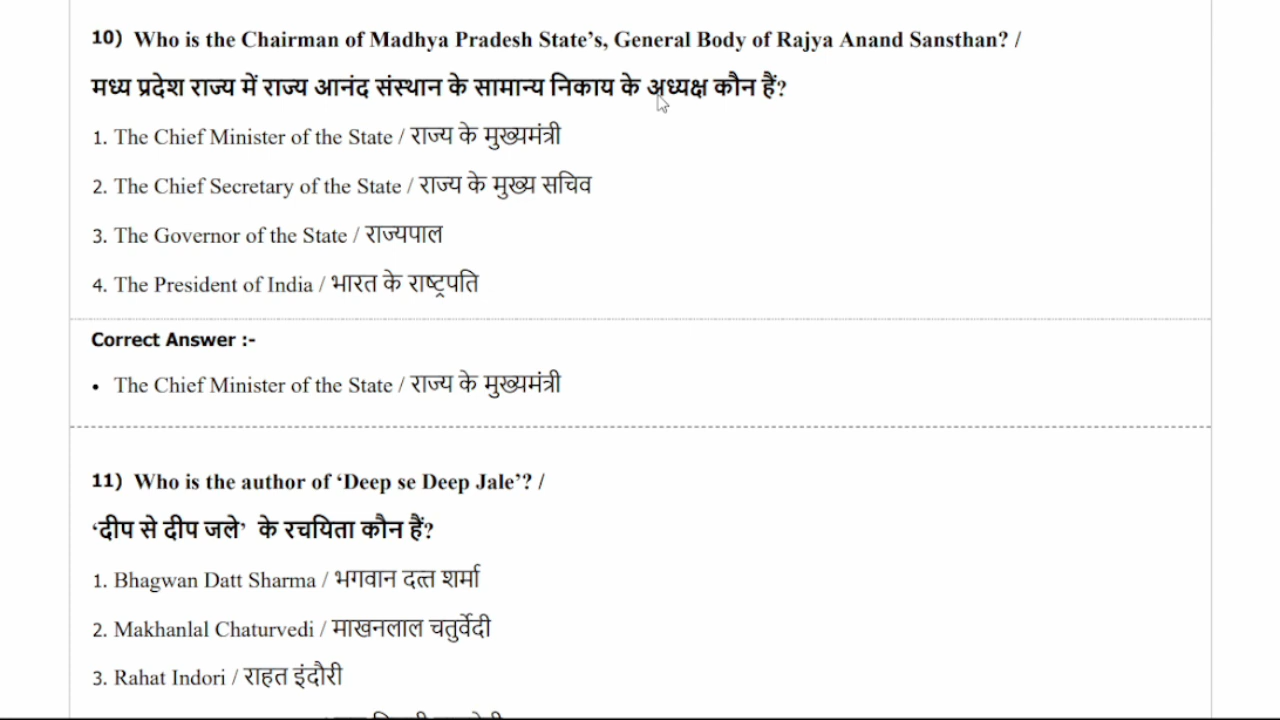 10) Who is the Chairman of Madhya Pradesh State’s, General Body of Rajya Anand Sansthan? /
मध्य प्रदेश राज्य में राज्य आनंद संस्थान के सामान्य निकाय के अध्यक्ष कौन हैं?
1. The Chief Minister of the State / राज्य के मुख्यमंत्री
2. The Chief Secretary of the State / राज्य के मुख्य सचिव
3. The Governor of the State / राज्यपाल
4. The President of India / भारत के राष्ट्रपति
Correct Answer :-
• The Chief Minister of the State / राज्य के मुख्यमंत्री
11) Who is the author of ‘Deep se Deep Jale’? /
‘दीप से दीप जले’ के रचयिता कौन हैं?
1. Bhagwan Datt Sharma / भगवान दत्त शर्मा
2. Makhanlal Chaturvedi / माखनलाल चतुर्वेदी
3. Rahat Indori / राहत इंदौरी